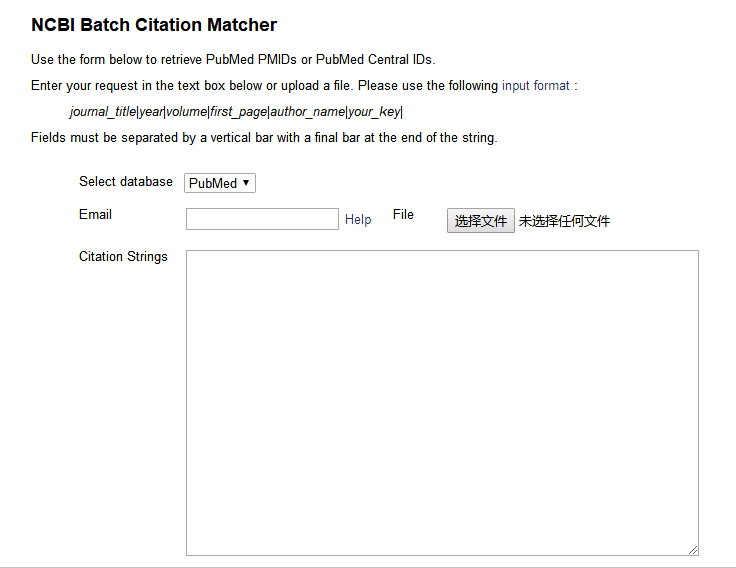 NCBI Batch Citation Matcher
Use the form below to retrieve PubMed PMIDs or PubMed Central IDs.
Enter your request in the text box below or upload a file. Please use the following input format :
journal_title|year|volume|first_page|author_name|your_key|
Fields must be separated by a vertical bar with a final bar at the end of the string.
Select database PubMed
Email Help File 选择文件 未选择任何文件
Citation Strings